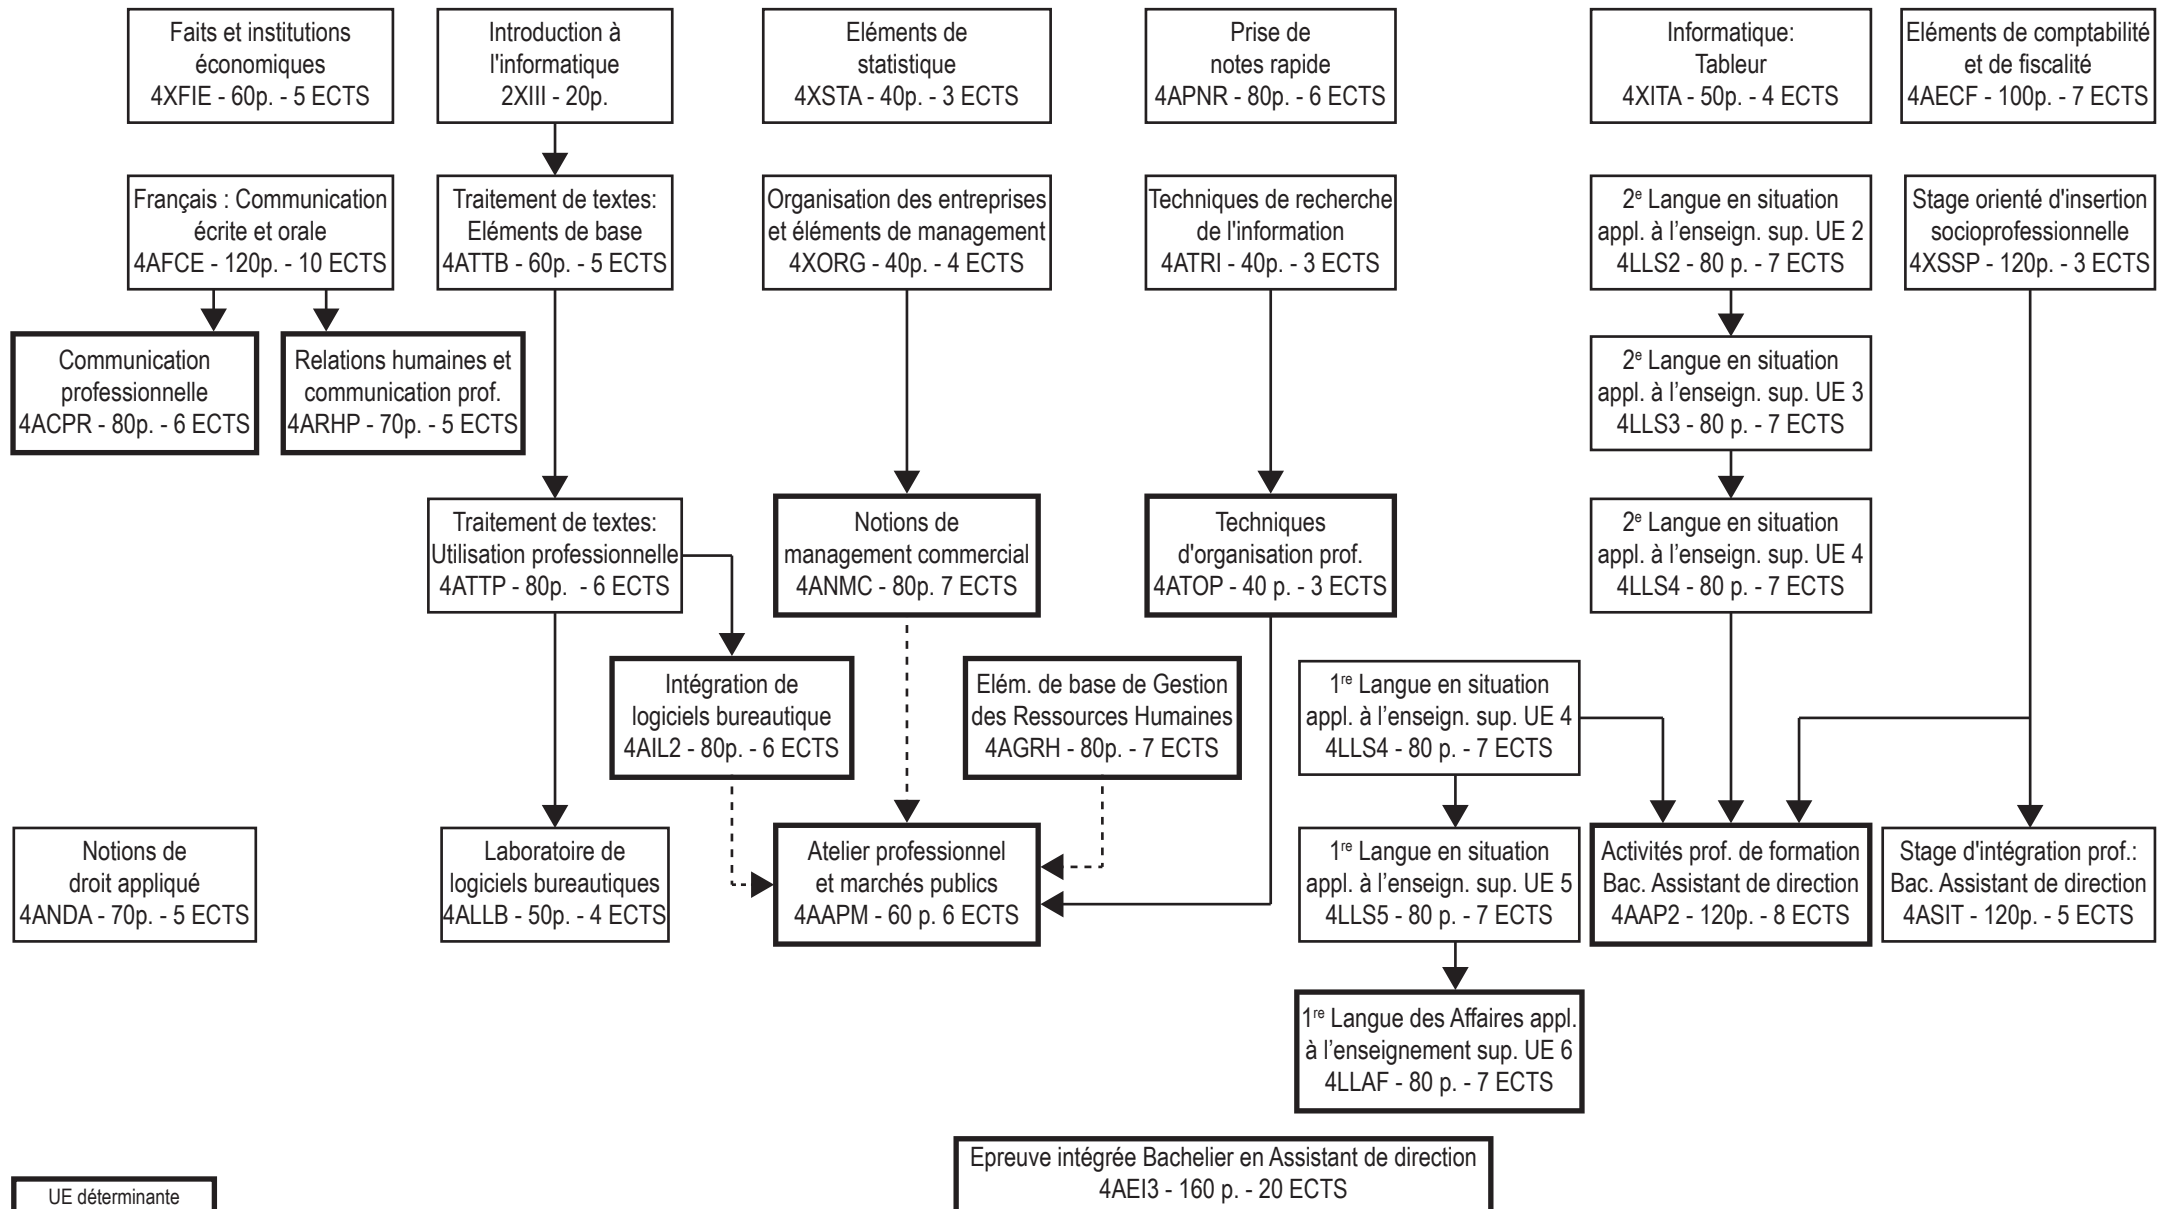 Faits et institutions
économiques
4XFIE - 60p. - 5 ECTS
Introduction à
l'informatique
2XIII - 20p.
Eléments de
statistique
4XSTA - 40p. - 3 ECTS
Prise de
notes rapide
4APNR - 80p. - 6 ECTS
Informatique:
Tableur
4XITA - 50p. - 4 ECTS
Eléments de comptabilité
et de fiscalité
4AECF - 100p. - 7 ECTS
Français : Communication
écrite et orale
4AFCE - 120p. - 10 ECTS
Traitement de textes:
Eléments de base
4ATTB - 60p. - 5 ECTS
Organisation des entreprises
et éléments de management
4XORG - 40p. - 4 ECTS
Techniques de recherche
de l'information
4ATRI - 40p. - 3 ECTS
2e Langue en situation
appl. à l’enseign. sup. UE 2
4LLS2 - 80 p. - 7 ECTS
Stage orienté d'insertion
socioprofessionnelle
4XSSP - 120p. - 3 ECTS
Communication
professionnelle
4ACPR - 80p. - 6 ECTS
Relations humaines et
communication prof.
4ARHP - 70p. - 5 ECTS
2e Langue en situation
appl. à l’enseign. sup. UE 3
4LLS3 - 80 p. - 7 ECTS
Traitement de textes:
Utilisation professionnelle
4ATTP - 80p. - 6 ECTS
Notions de
management commercial
4ANMC - 80p. 7 ECTS
Techniques
d'organisation prof.
4ATOP - 40 p. - 3 ECTS
2e Langue en situation
appl. à l’enseign. sup. UE 4
4LLS4 - 80 p. - 7 ECTS
Intégration de
logiciels bureautique
4AIL2 - 80p. - 6 ECTS
Elém. de base de Gestion
des Ressources Humaines
4AGRH - 80p. - 7 ECTS
1re Langue en situation
appl. à l’enseign. sup. UE 4
4LLS4 - 80 p. - 7 ECTS
Notions de
droit appliqué
4ANDA - 70p. - 5 ECTS
Laboratoire de
logiciels bureautiques
4ALLB - 50p. - 4 ECTS
Atelier professionnel
et marchés publics
4AAPM - 60 p. 6 ECTS
1re Langue en situation
appl. à l’enseign. sup. UE 5
4LLS5 - 80 p. - 7 ECTS
Activités prof. de formation
Bac. Assistant de direction
4AAP2 - 120p. - 8 ECTS
Stage d'intégration prof.:
Bac. Assistant de direction
4ASIT - 120p. - 5 ECTS
1re Langue des Affaires appl.
à l’enseignement sup. UE 6
4LLAF - 80 p. - 7 ECTS
Epreuve intégrée Bachelier en Assistant de direction
4AEI3 - 160 p. - 20 ECTS
UE déterminante